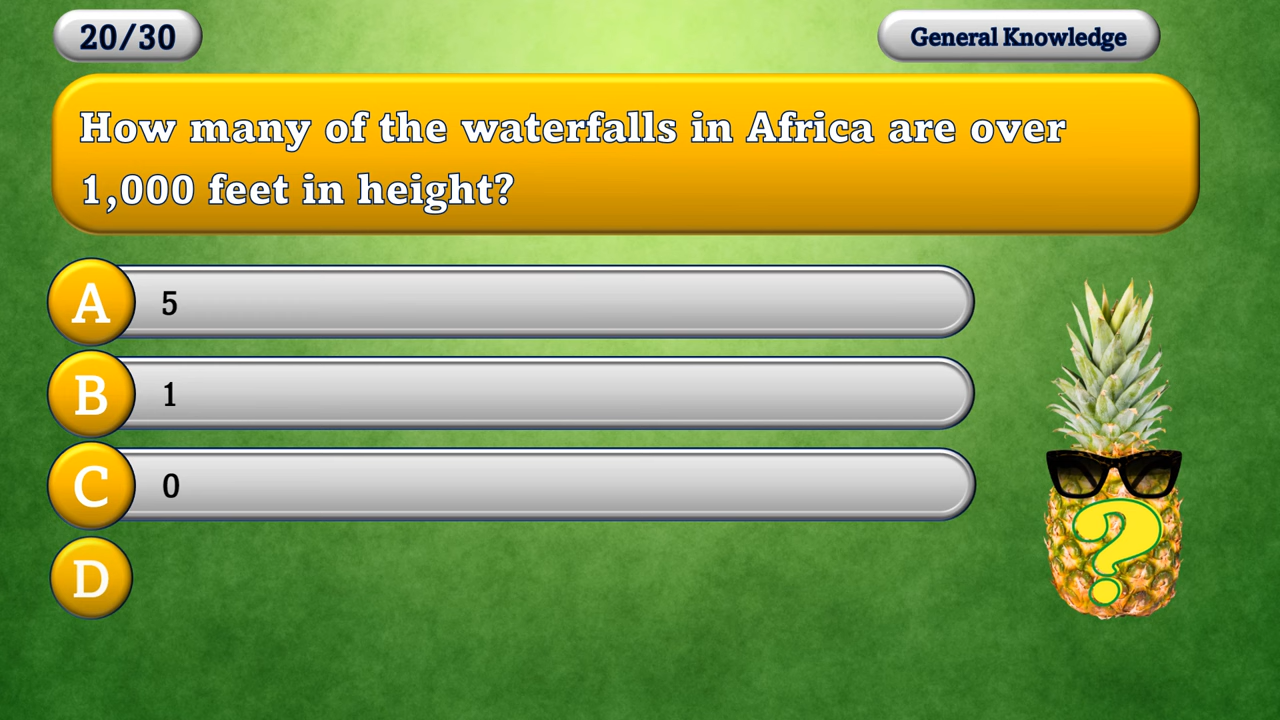 20/30
General Knowledge
How many of the waterfalls in Africa are over
1,000 feet in height?
A 5
B 1
C 0
D
?